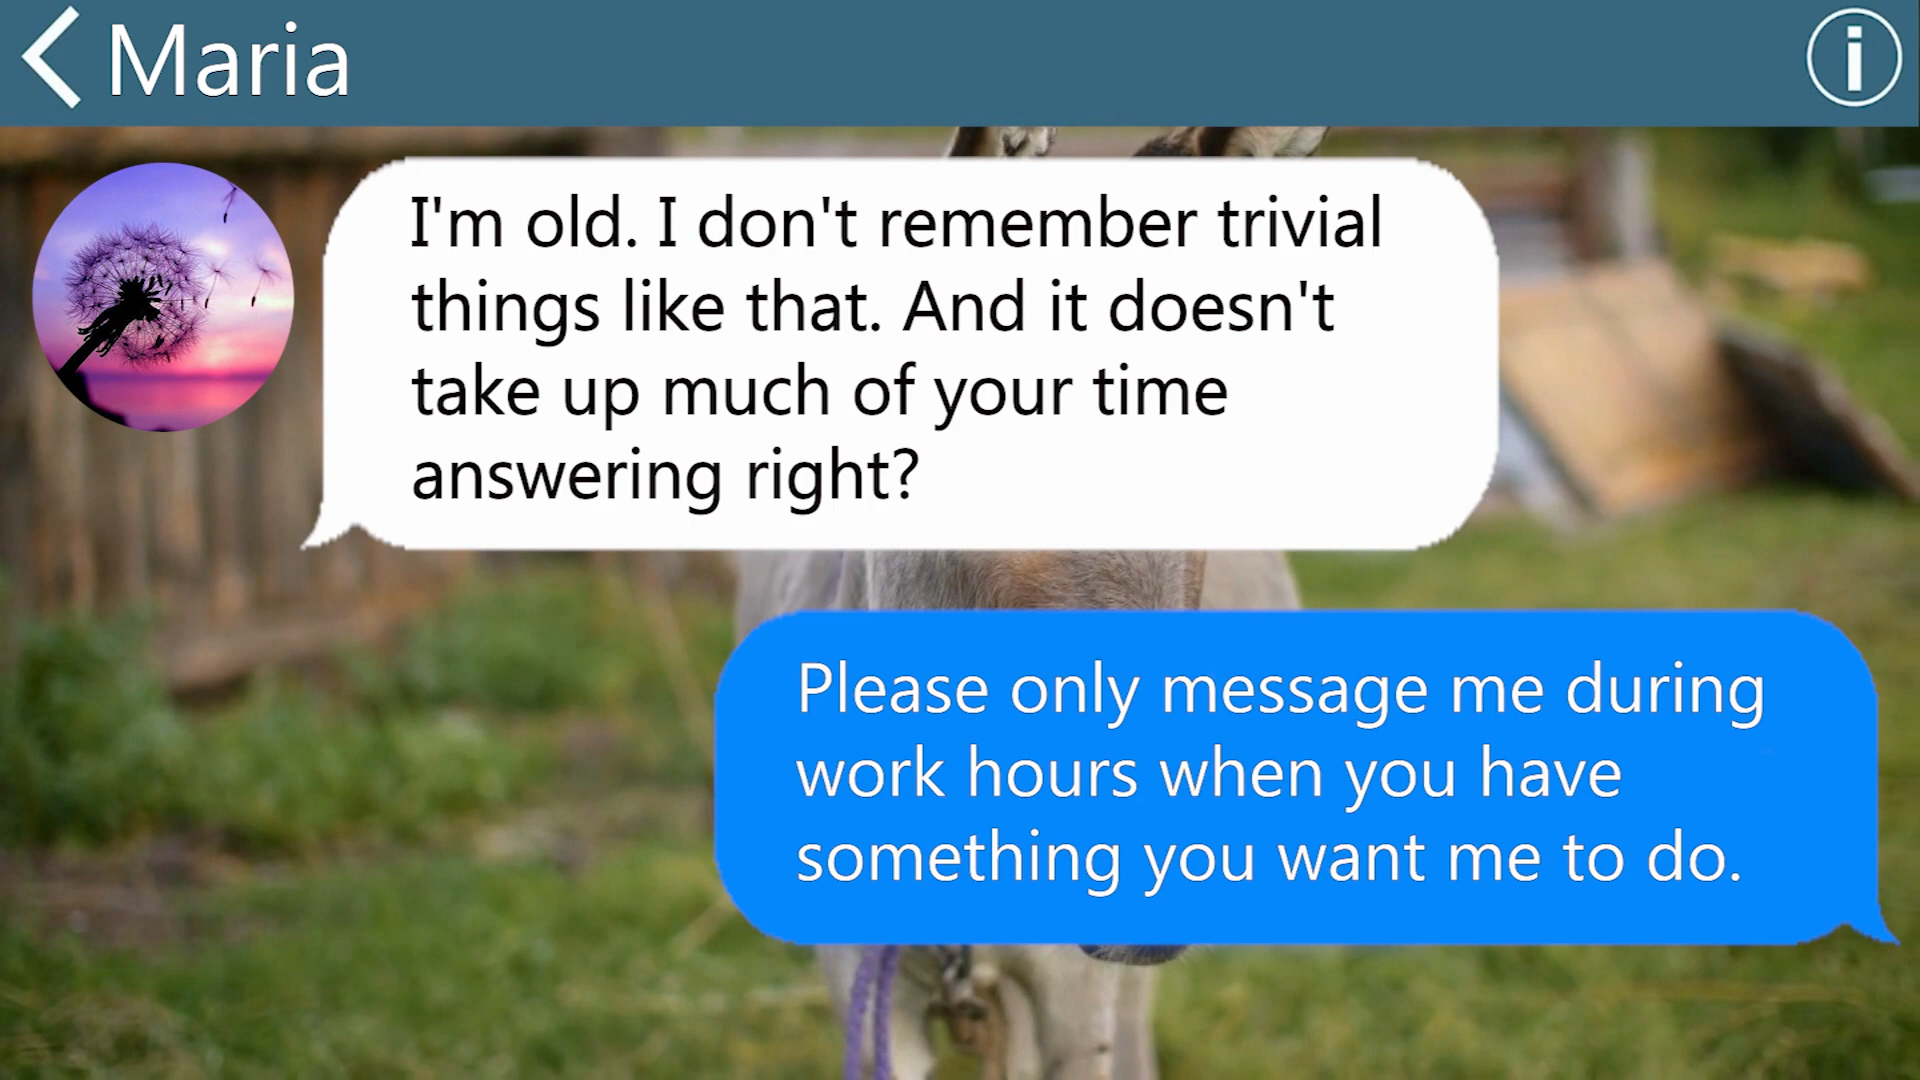 Maria
I'm old. I don't remember trivial
things like that. And it doesn't
take up much of your time
answering right?
Please only message me during
work hours when you have
something you want me to do.